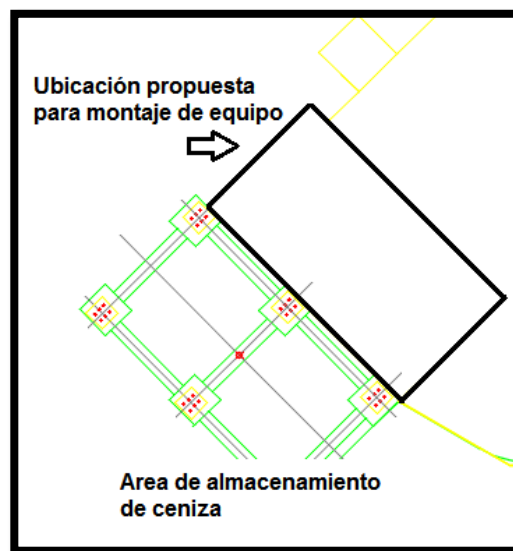 Ubicación propuesta
para montaje de equipo
Area de almacenamiento
de ceniza